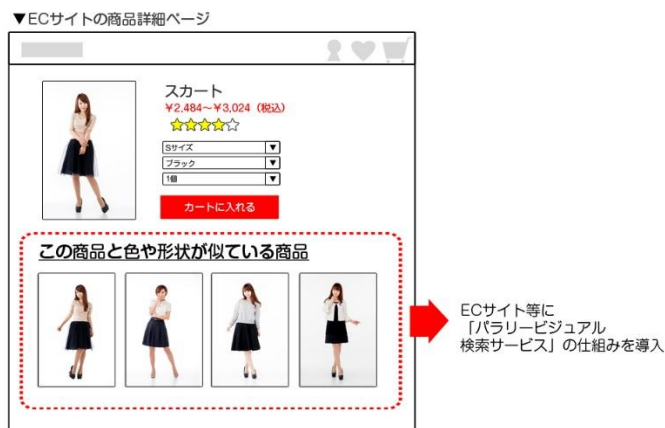 ▼ECサイトの商品詳細ページ
スカート
¥2,484～¥3,024（税込）
Sサイズ
ブラック
1個
カートに入れる
この商品と色や形状が似ている商品
ECサイト等に
「パラリービジュアル
検索サービス」の仕組みを導入